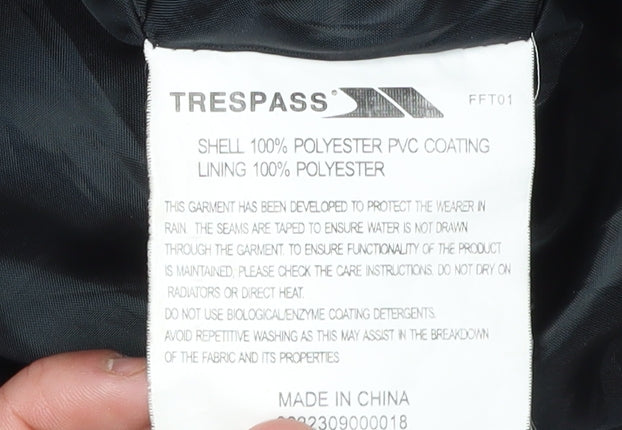 TRESPASS® FFT01
SHELL 100% POLYESTER PVC COATING
LINING 100% POLYESTER
THIS GARMENT HAS BEEN DEVELOPED TO PROTECT THE WEARER IN
RAIN. THE SEAMS ARE TAPED TO ENSURE WATER IS NOT DRAWN
THROUGH THE GARMENT. TO ENSURE FUNCTIONALITY OF THE PRODUCT
IS MAINTAINED, PLEASE CHECK THE CARE INSTRUCTIONS. DO NOT DRY ON
RADIATORS OR DIRECT HEAT.
DO NOT USE BIOLOGICAL/ENZYME COATING DETERGENTS.
AVOID REPETITIVE WASHING AS THIS MAY ASSIST IN THE BREAKDOWN
OF THE FABRIC AND ITS PROPERTIES
MADE IN CHINA